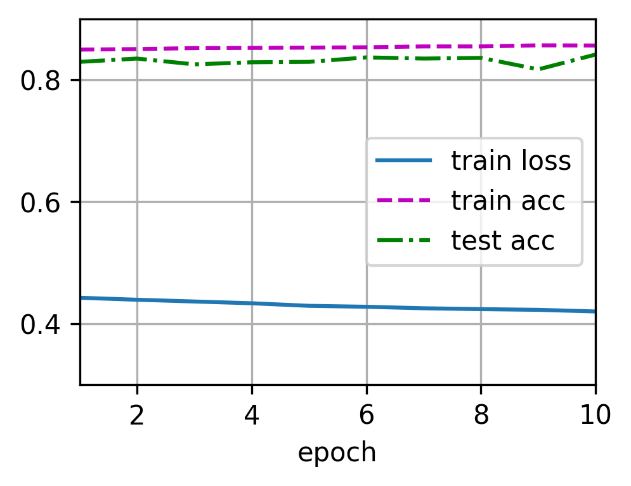 0.8
0.6
0.4
train loss
train acc
test acc
2 4 6 8 10
epoch